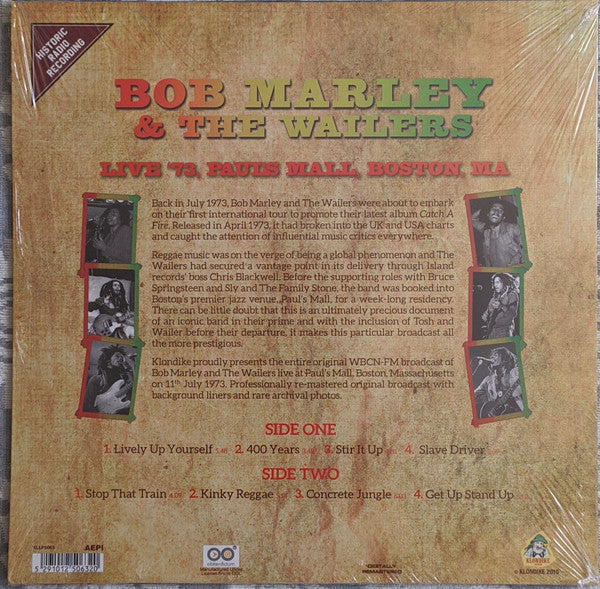 HISTORIC
RADIO
RECORDING
BOB MARLEY
& THE WAILERS
LIVE '73, PAULS MALL, BOSTON, MA
Back in July 1973, Bob Marley and The Wailers were about to embark
on their first international tour to promote their latest album Catch A
Fire. Released in April 1973, it had broken into the UK and USA charts
and caught the attention of influential music critics everywhere.
Reggae music was on the verge of being a global phenomenon and The
Wailers had secured a vantage point in its delivery through Island
records' boss Chris Blackwell. Before the supporting roles with Bruce
Springsteen and Sly and The Family Stone, the band was booked into
Boston's premier jazz venue, Paul's Mall, for a week-long residency.
There can be little doubt that this is an ultimately precious document
of an iconic band in their prime and with the inclusion of Tosh and
Wailer before their departure, it makes this particular broadcast all
the more prestigious.
Klondike proudly presents the entire original WBCN-FM broadcast of
Bob Marley and The Wailers live at Paul's Mall, Boston, Massachusetts
on 11th July 1973. Professionally re-mastered original broadcast with
background liners and rare archival photos.
SIDE ONE
1. Lively Up Yourself 2. 400 Years 3. Stir It Up 4. Slave Driver
SIDE TWO
1. Stop That Train 4.09 2. Kinky Reggae 3. Concrete Jungle 4. Get Up Stand Up
KLLP5063 AEPI
5 291012 506320
Manufactured Under
DIGITALLY
REMASTERED
KLONDIKE
© KLONDIKE 2016